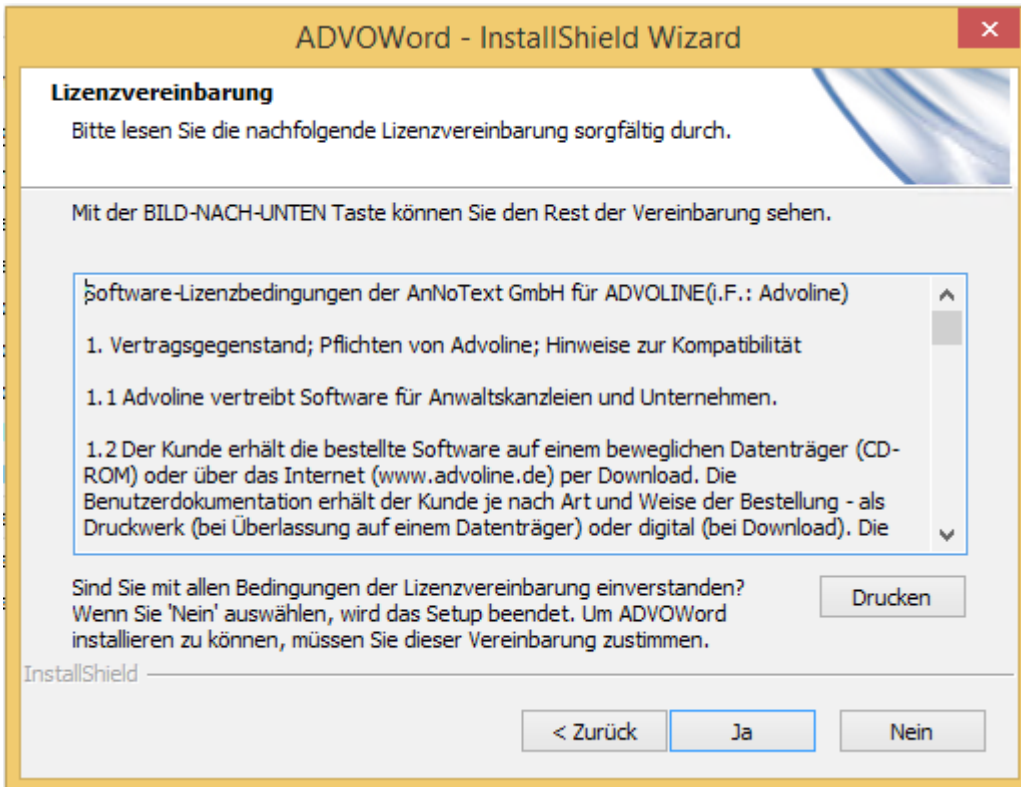 ADVOWord - InstallShield Wizard
Lizenzvereinbarung
Bitte lesen Sie die nachfolgende Lizenzvereinbarung sorgfältig durch.
Mit der BILD-NACH-UNTEN Taste können Sie den Rest der Vereinbarung sehen.
Software-Lizenzbedingungen der AnNoText GmbH für ADVOLINE(i.F.: Advoline)
1. Vertragsgegenstand; Pflichten von Advoline; Hinweise zur Kompatibilität
1.1 Advoline vertreibt Software für Anwaltskanzleien und Unternehmen.
1.2 Der Kunde erhält die bestellte Software auf einem beweglichen Datenträger (CD-
ROM) oder über das Internet (www.advoline.de) per Download. Die
Benutzerdokumentation erhält der Kunde je nach Art und Weise der Bestellung - als
Druckwerk (bei Überlassung auf einem Datenträger) oder digital (bei Download). Die
Sind Sie mit allen Bedingungen der Lizenzvereinbarung einverstanden?
Wenn Sie 'Nein' auswählen, wird das Setup beendet. Um ADVOWord
installieren zu können, müssen Sie dieser Vereinbarung zustimmen.
Drucken
InstallShield
< Zurück
Ja
Nein